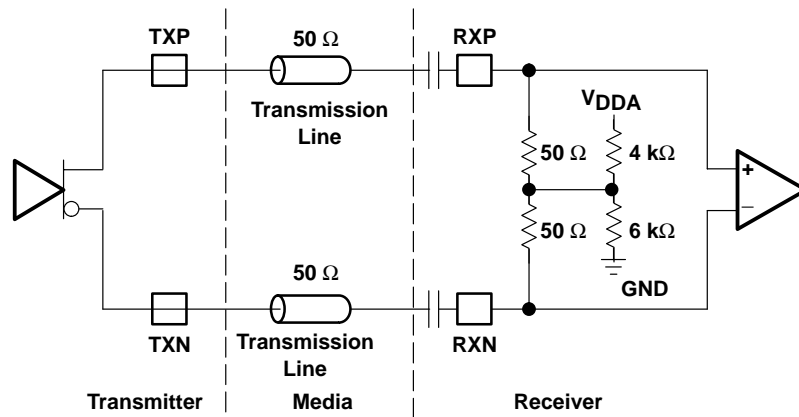 TXP
50 Ω
RXP
Transmission
Line
VDDA
50 Ω
4 kΩ
50 Ω
6 kΩ
GND
+
−
50 Ω
TXN
Transmission
Line
RXN
Transmitter
Media
Receiver